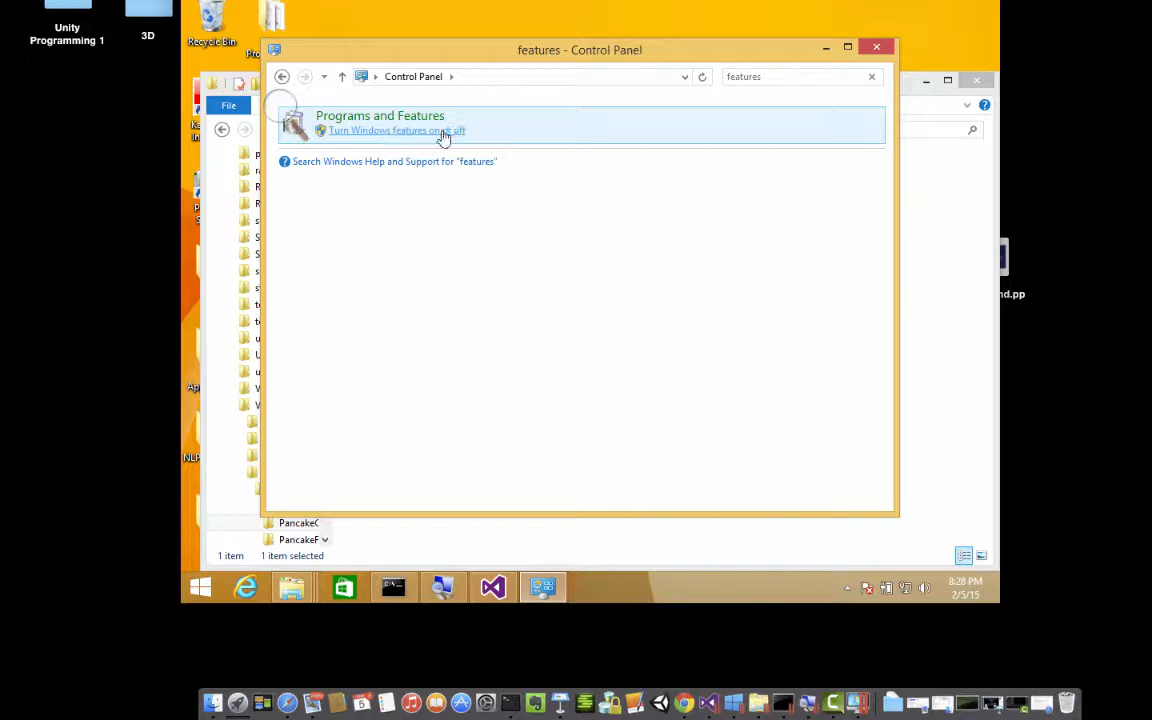 Unity
Programming 1
3D
Recycle Bin
features - Control Panel
Control Panel
features
File
Programs and Features
Turn Windows features on or off
Search Windows Help and Support for "features"
nd.pp
NLP
PancakeC
PancakeF
1 item
1 item selected
8:28 PM
2/5/15